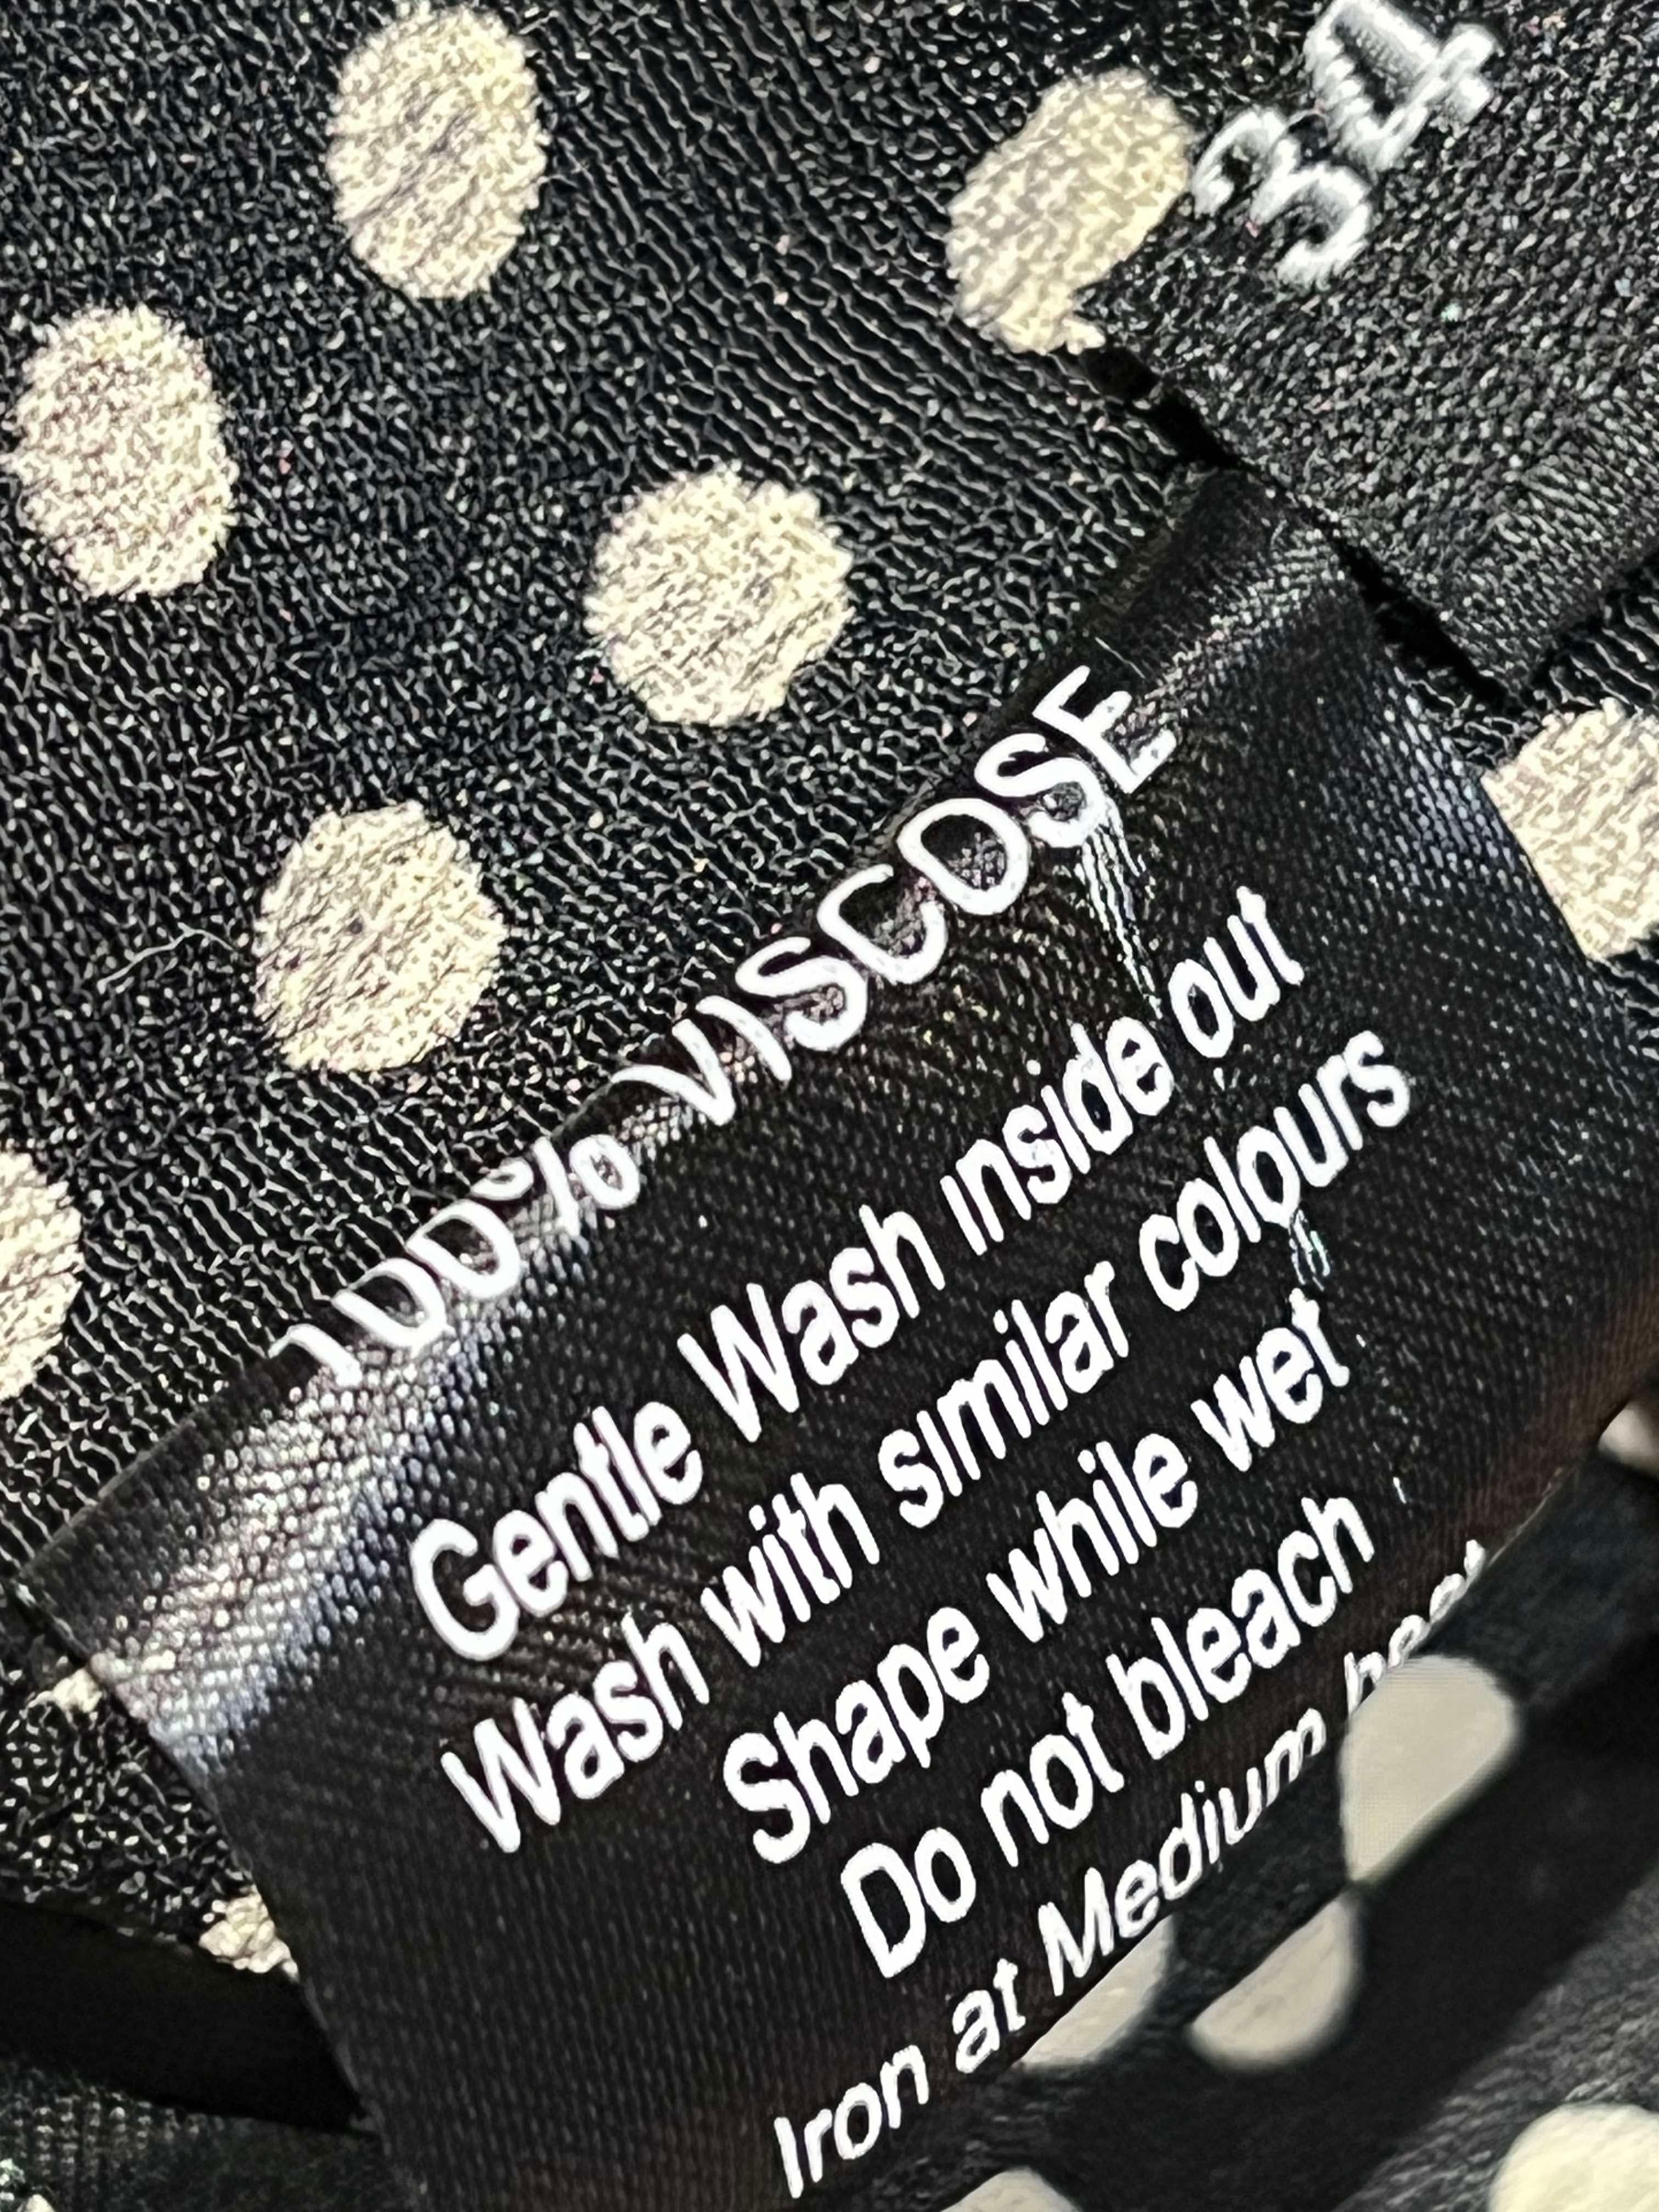 34
100% VISCOSE
Gentle Wash inside out
Wash with similar colours
Shape while wet
Do not bleach
Iron at Medium heat